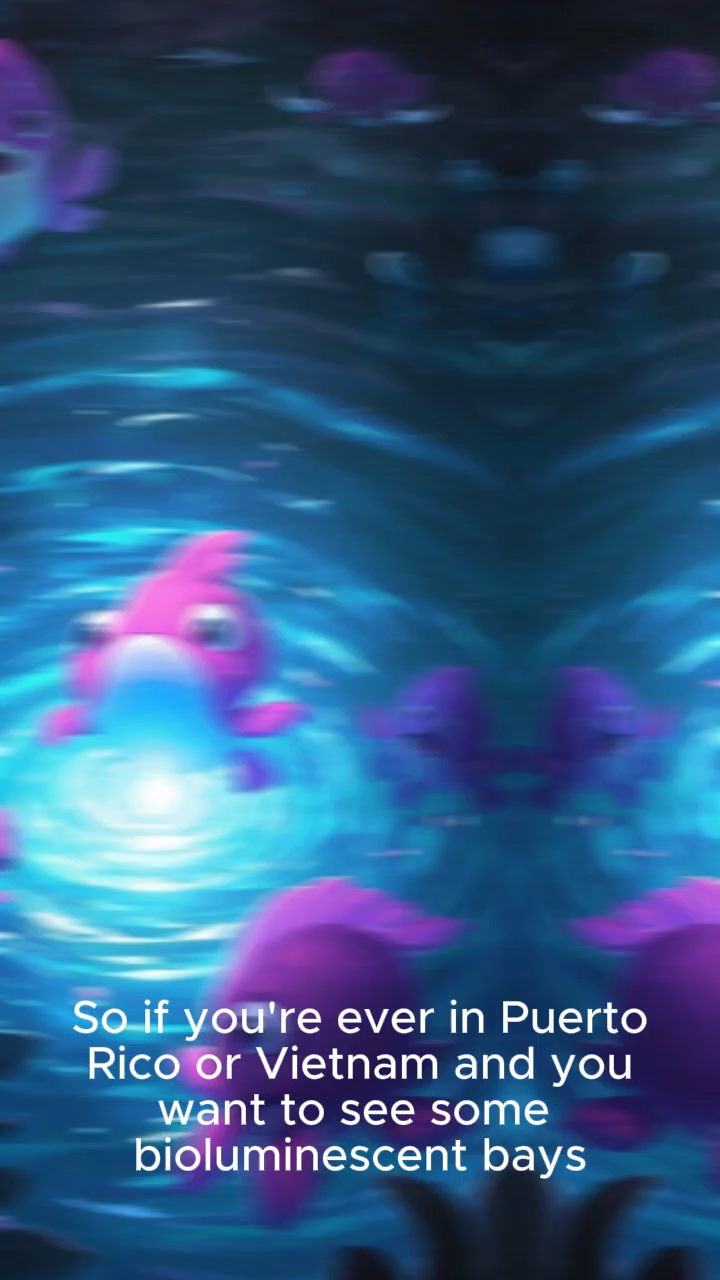 So if you're ever in Puerto
Rico or Vietnam and you
want to see some
bioluminescent bays